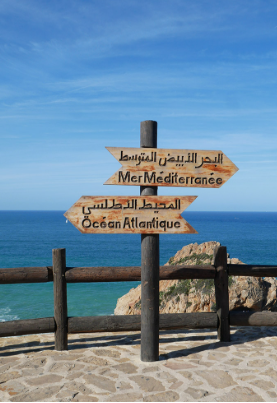 البحر الأبيض المتوسط
Mer Méditerranée
المحيط الأطلسي
Océan Atlantique